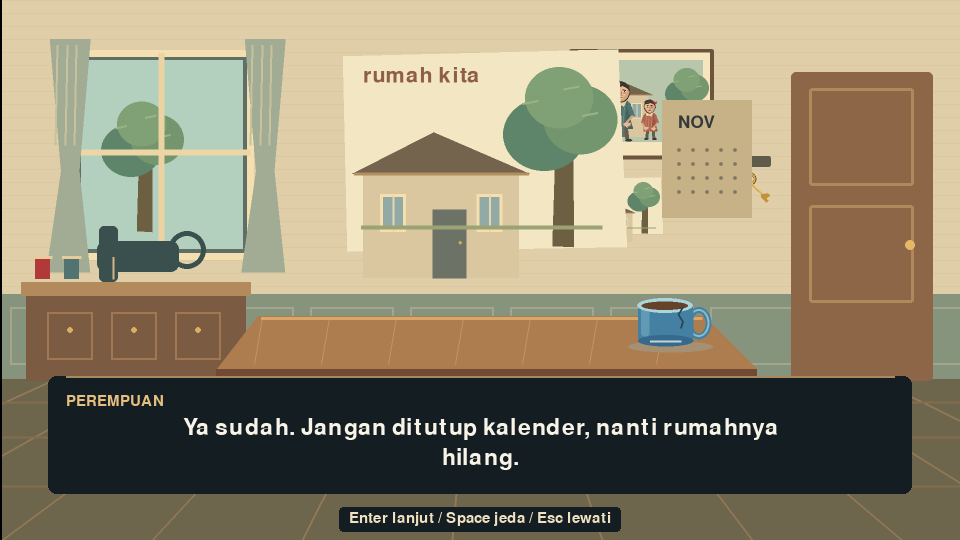 rumah kita
NOV
PEREMPUAN
Ya sudah. Jangan ditutup kalender, nanti rumahnya
hilang.
Enter lanjut / Space jeda / Esc lewati